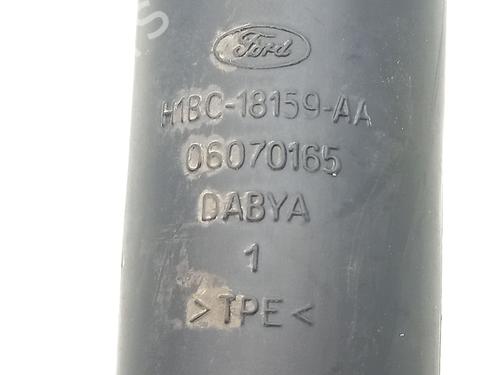 Ford
H1BC-18159-AA
06070165
DABYA
1
>TPE<